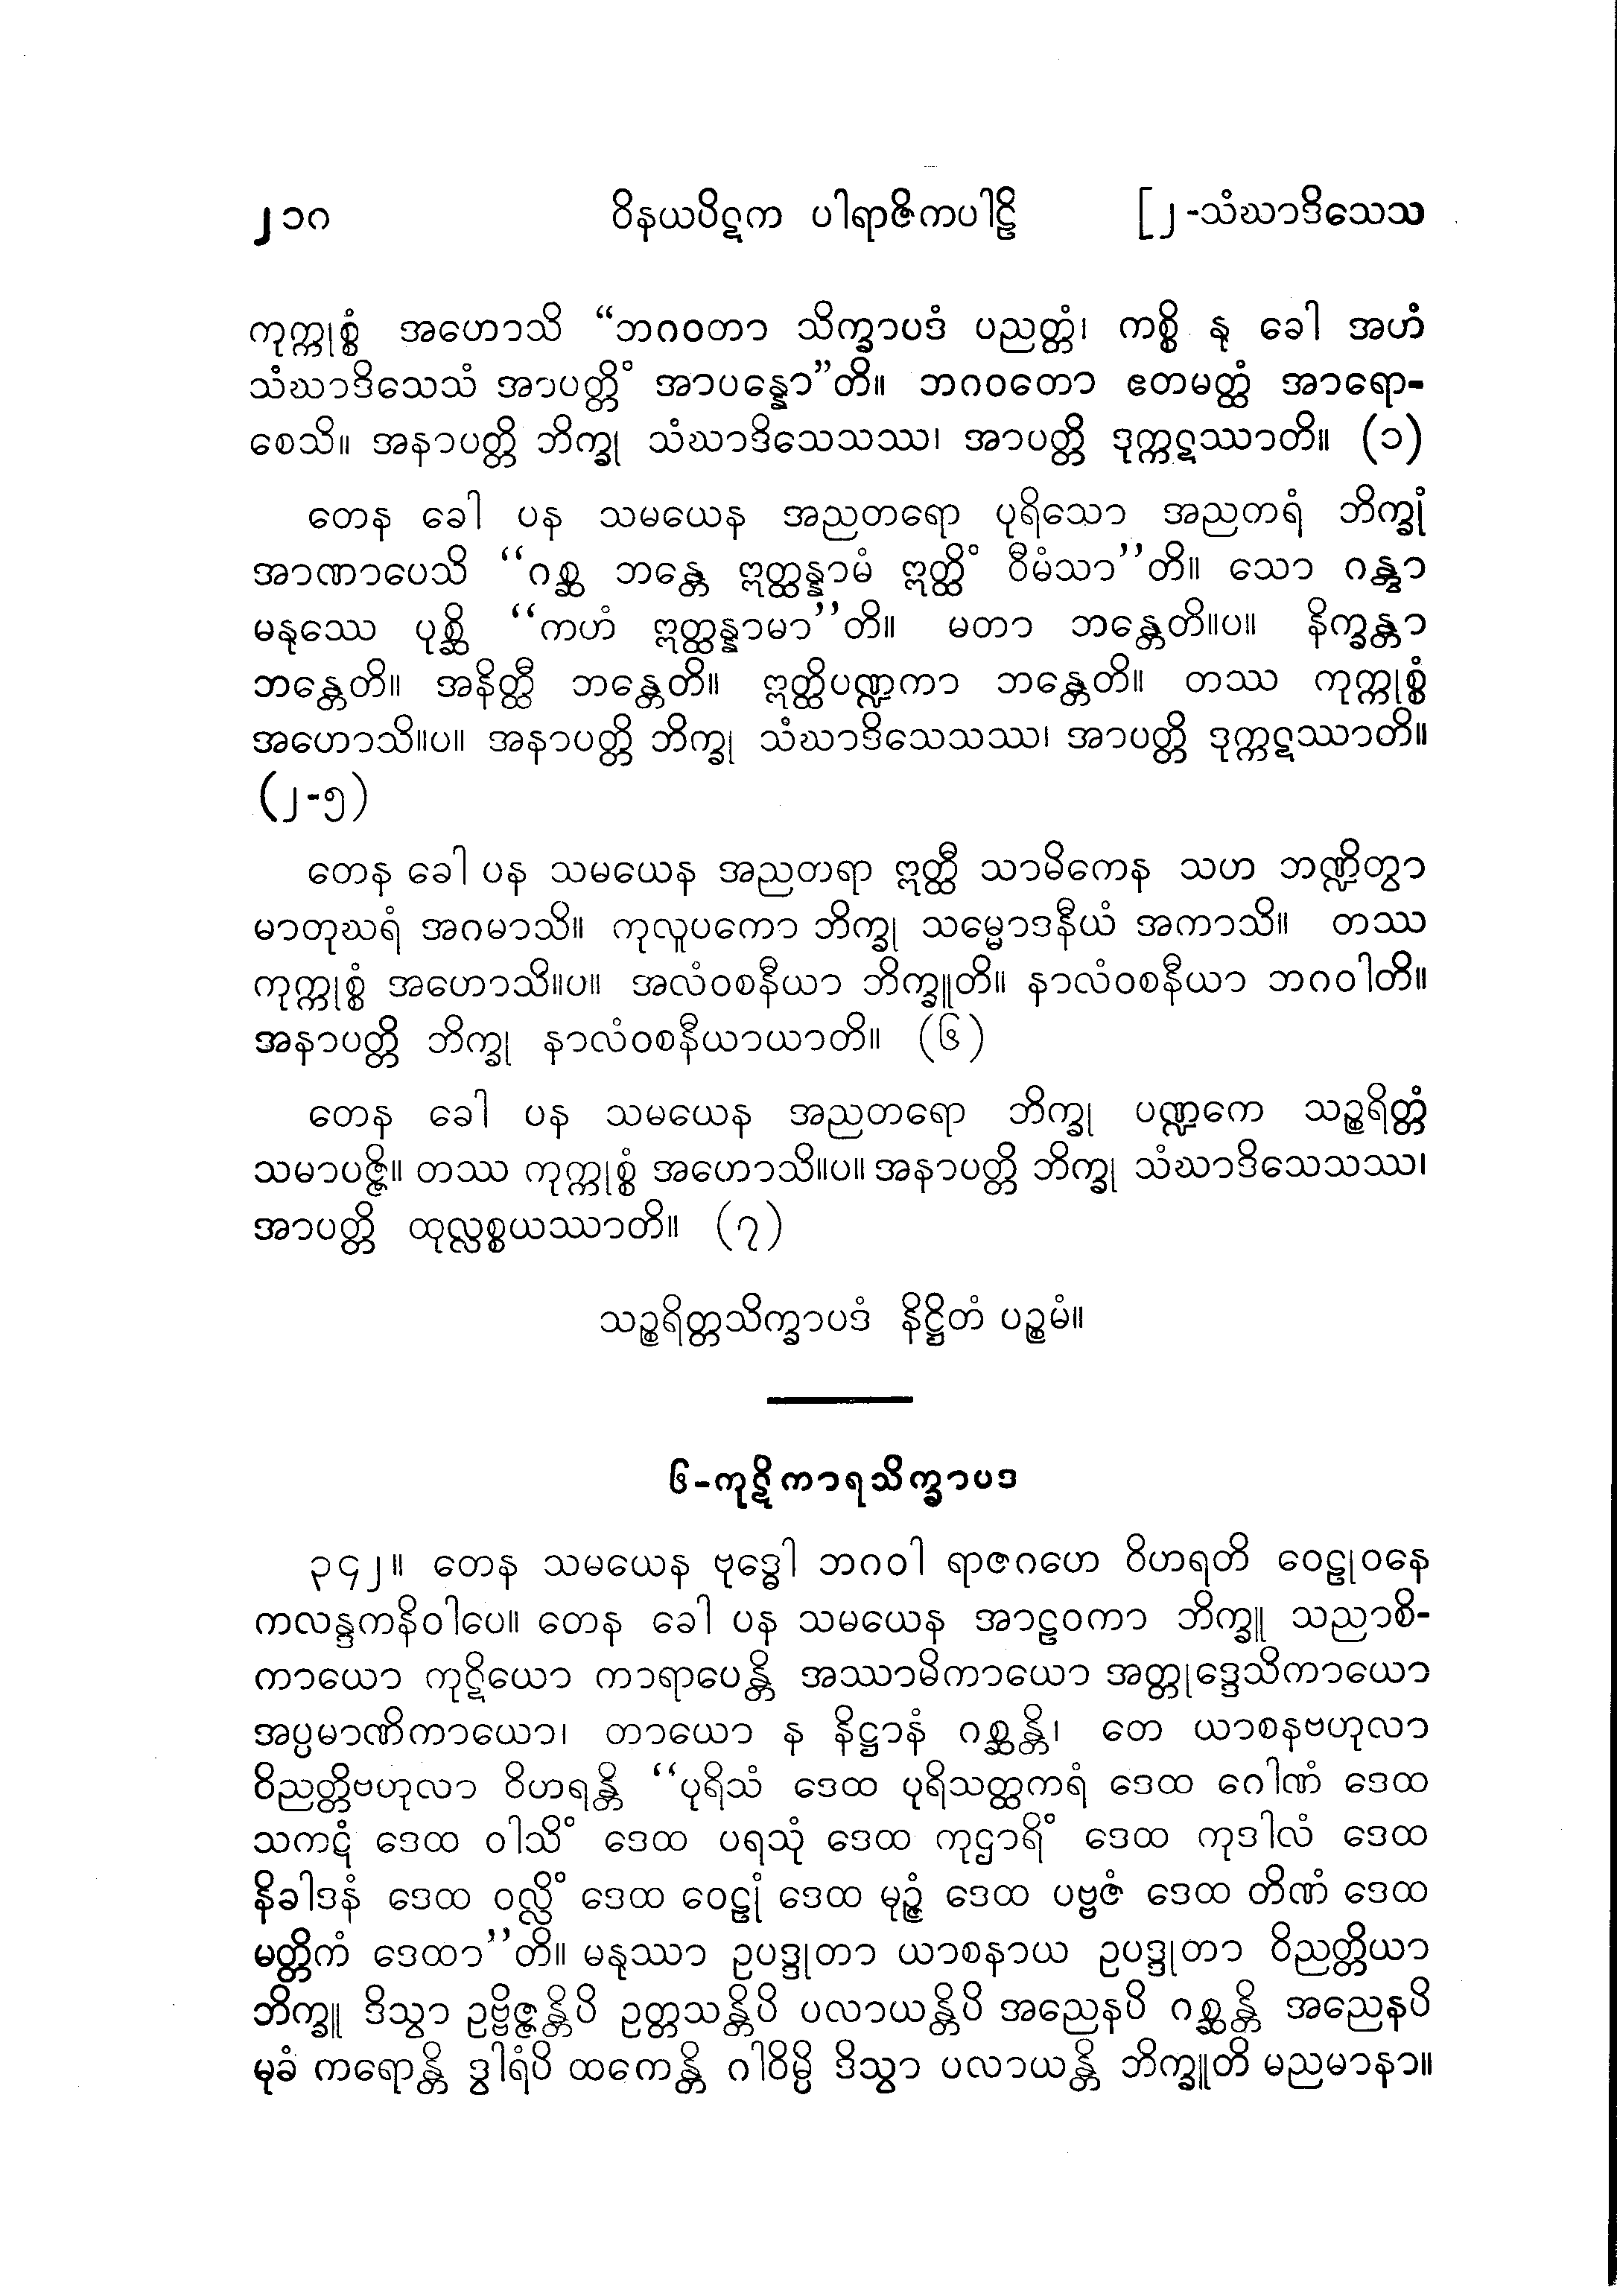 ၂၁၀ ဝိနယပိဋက ပါရာဇိကပါဠိ [၂-သံဃာဒိသေသ
ကုက္ကုစ္စံ အဟောသိ “ဘဂဝတာ သိက္ခာပဒံ ပညတ္တံ၊ ကစ္စိ နု ခေါ အဟံ
သံဃာဒိသေသံ အာပတ္တိံ အာပန္နော”တိ။ ဘဂဝတော ဧတမတ္ထံ အာရော-
စေသိ။ အနာပတ္တိ ဘိက္ခု သံဃာဒိသေသဿ၊ အာပတ္တိ ဒုက္ကဋဿာတိ။ (၁)
တေန ခေါ ပန သမယေန အညတရော ပုရိသော အညကရံ ဘိက္ခုံ
အာဏာပေသိ “ဂစ္ဆ ဘန္တေ ဣတ္ထန္နာမံ ဣတ္ထိံ ဝီမံသာ”တိ။ သော ဂန္တွာ
မနုဿေ ပုစ္ဆိ “ကဟံ ဣတ္ထန္နာမာ”တိ။ မတာ ဘန္တေတိ။ပ။ နိက္ခန္တာ
ဘန္တေတိ။ အနိတ္ထီ ဘန္တေတိ။ ဣတ္ထိပဏ္ဍကာ ဘန္တေတိ။ တဿ ကုက္ကုစ္စံ
အဟောသိ။ပ။ အနာပတ္တိ ဘိက္ခု သံဃာဒိသေသဿ၊ အာပတ္တိ ဒုက္ကဋဿာတိ။
(၂-၅)
တေန ခေါ ပန သမယေန အညတရာ ဣတ္ထီ သာမိကေန သဟ ဘဏ္ဍိတွာ
မာတုဃရံ အဂမာသိ။ ကုလူပကော ဘိက္ခု သမ္မောဒနီယံ အကာသိ။ တဿ
ကုက္ကုစ္စံ အဟောသိ။ပ။ အလံဝစနီယာ ဘိက္ခူတိ။ နာလံဝစနီယာ ဘဂဝါတိ။
အနာပတ္တိ ဘိက္ခု နာလံဝစနီယာယာတိ။ (၆)
တေန ခေါ ပန သမယေန အညတရော ဘိက္ခု ပဏ္ဍကေ သဉ္စရိတ္တံ
သမာပဇ္ဇိ။ တဿ ကုက္ကုစ္စံ အဟောသိ။ပ။ အနာပတ္တိ ဘိက္ခု သံဃာဒိသေသဿ၊
အာပတ္တိ ထုလ္လစ္စယဿာတိ။ (၇)
သဉ္စရိတ္တသိက္ခာပဒံ နိဋ္ဌိတံ ပဉ္စမံ။
၆-ကုဋိကာရသိက္ခာပဒ
၃၄၂။ တေန သမယေန ဗုဒ္ဓေါ ဘဂဝါ ရာဇဂဟေ ဝိဟရတိ ဝေဠုဝနေ
ကလန္ဒကနိဝါပေ။ တေန ခေါ ပန သမယေန အာဠဝကာ ဘိက္ခူ သညာစိ-
ကာယော ကုဋိယော ကာရာပေန္တိ အဿာမိကာယော အတ္တုဒ္ဒေသိကာယော
အပ္ပမာဏိကာယော၊ တာယော န နိဋ္ဌာနံ ဂစ္ဆန္တိ၊ တေ ယာစနဗဟုလာ
ဝိညတ္တိဗဟုလာ ဝိဟရန္တိ “ပုရိသံ ဒေထ ပုရိသတ္ထကရံ ဒေထ ဂေါဏံ ဒေထ
သကဋံ ဒေထ ဝါသိံ ဒေထ ပရသုံ ဒေထ ကုဌာရိံ ဒေထ ကုဒါလံ ဒေထ
နိခါဒနံ ဒေထ ဝလ္လိံ ဒေထ ဝေဠုံ ဒေထ မုဉ္ဇံ ဒေထ ပဗ္ဗဇံ ဒေထ တိဏံ ဒေထ
မတ္တိကံ ဒေထာ”တိ။ မနုဿာ ဥပဒ္ဒုတာ ယာစနာယ ဥပဒ္ဒုတာ ဝိညတ္တိယာ
ဘိက္ခူ ဒိသွာ ဥဗ္ဗိဇ္ဇန္တိပိ ဥတ္တသန္တိပိ ပလာယန္တိပိ အညေနပိ ဂစ္ဆန္တိ အညေနပိ
မုခံ ကရောန္တိ ဒွါရံပိ ထကေန္တိ ဂါဝိမ္ပိ ဒိသွာ ပလာယန္တိ ဘိက္ခူတိ မညမာနာ။